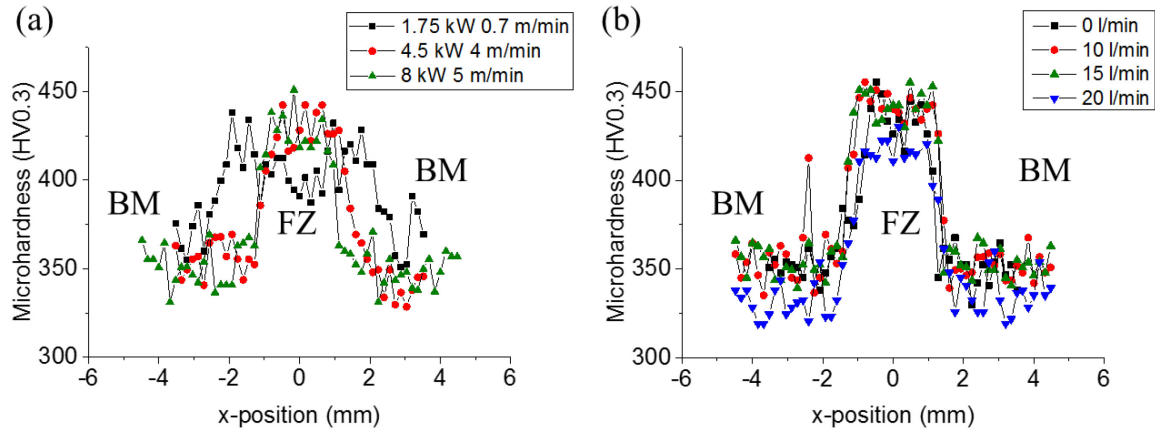 (a)
1.75 kW 0.7 m/min
4.5 kW 4 m/min
8 kW 5 m/min
450
400
350
300
Microhardness (HV0.3)
BM
FZ
BM
-6
-4
-2
0
2
4
6
x-position (mm)
(b)
0 l/min
10 l/min
15 l/min
20 l/min
450
400
350
300
Microhardness (HV0.3)
BM
FZ
BM
-6
-4
-2
0
2
4
6
x-position (mm)